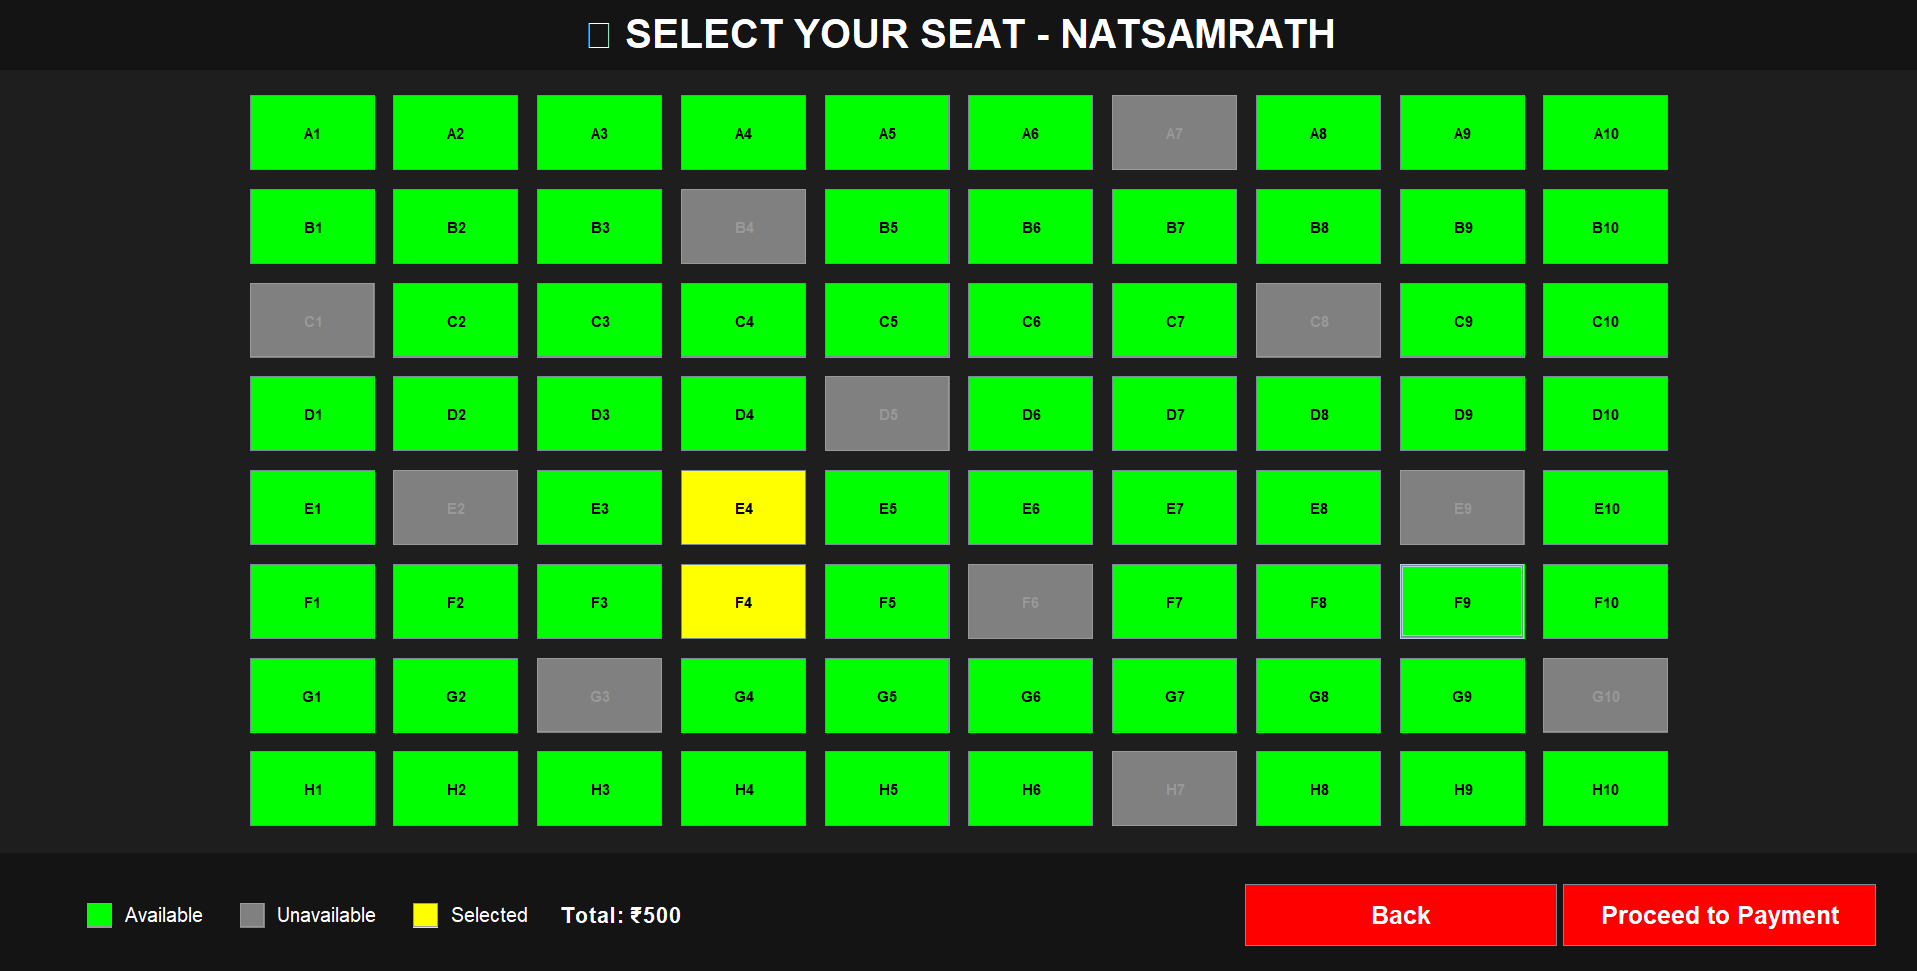 SELECT YOUR SEAT - NATSAMRATH
A1 A2 A3 A4 A5 A6 A7 A8 A9 A10
B1 B2 B3 B4 B5 B6 B7 B8 B9 B10
C1 C2 C3 C4 C5 C6 C7 C8 C9 C10
D1 D2 D3 D4 D5 D6 D7 D8 D9 D10
E1 E2 E3 E4 E5 E6 E7 E8 E9 E10
F1 F2 F3 F4 F5 F6 F7 F8 F9 F10
G1 G2 G3 G4 G5 G6 G7 G8 G9 G10
H1 H2 H3 H4 H5 H6 H7 H8 H9 H10
Available Unavailable Selected Total: ₹500 Back Proceed to Payment